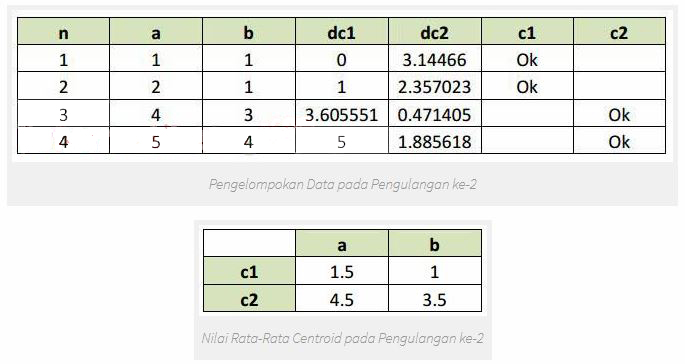 n a b dc1 dc2 c1 c2
1 1 1 0 3.14466 Ok
2 2 1 1 2.357023 Ok
3 4 3 3.605551 0.471405 Ok
4 5 4 5 1.885618 Ok
Pengelompokan Data pada Pengulangan ke-2
a b
c1 1.5 1
c2 4.5 3.5
Nilai Rata-Rata Centroid pada Pengulangan ke-2